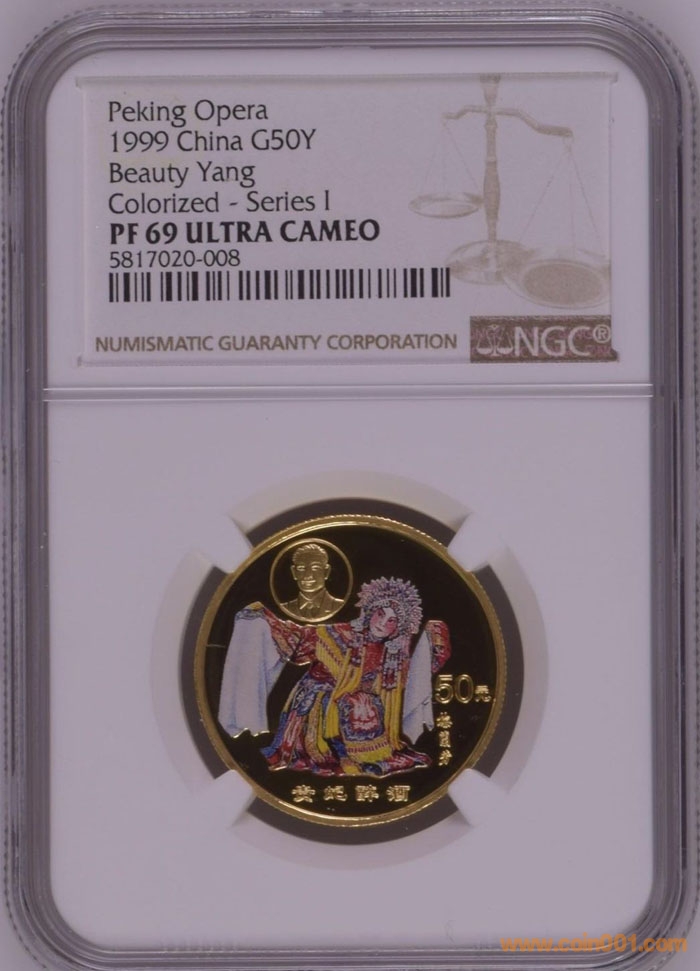 Peking Opera
1999 China G50Y
Beauty Yang
Colorized - Series I
PF 69 ULTRA CAMEO
5817020-008
NUMISMATIC GUARANTY CORPORATION
NGC®
50元
梅蘭芳
贵妃醉酒
www.coin001.com